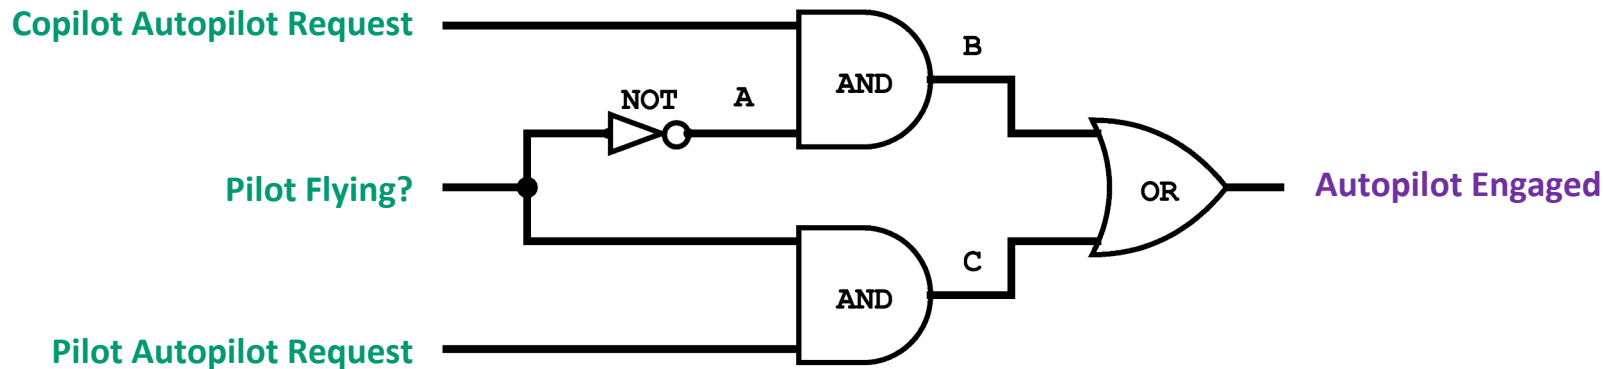 Copilot Autopilot Request
B
AND
NOT
A
Pilot Flying?
OR
Autopilot Engaged
C
AND
Pilot Autopilot Request